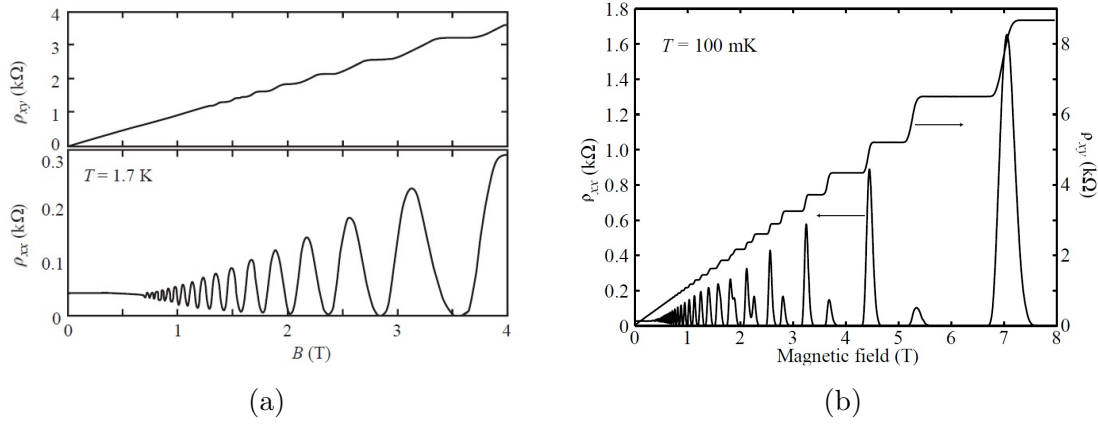 4
3
2
1
0
ρxy (kΩ)
T = 1.7 K
0.3
0.2
0.1
0
ρxx (kΩ)
0 1 2 3 4
B (T)
(a)
1.8
1.6
1.4
1.2
1.0
0.8
0.6
0.4
0.2
0
ρxx (kΩ)
T = 100 mK
8
6
4
2
0
ρxy (kΩ)
0 1 2 3 4 5 6 7 8
Magnetic field (T)
(b)